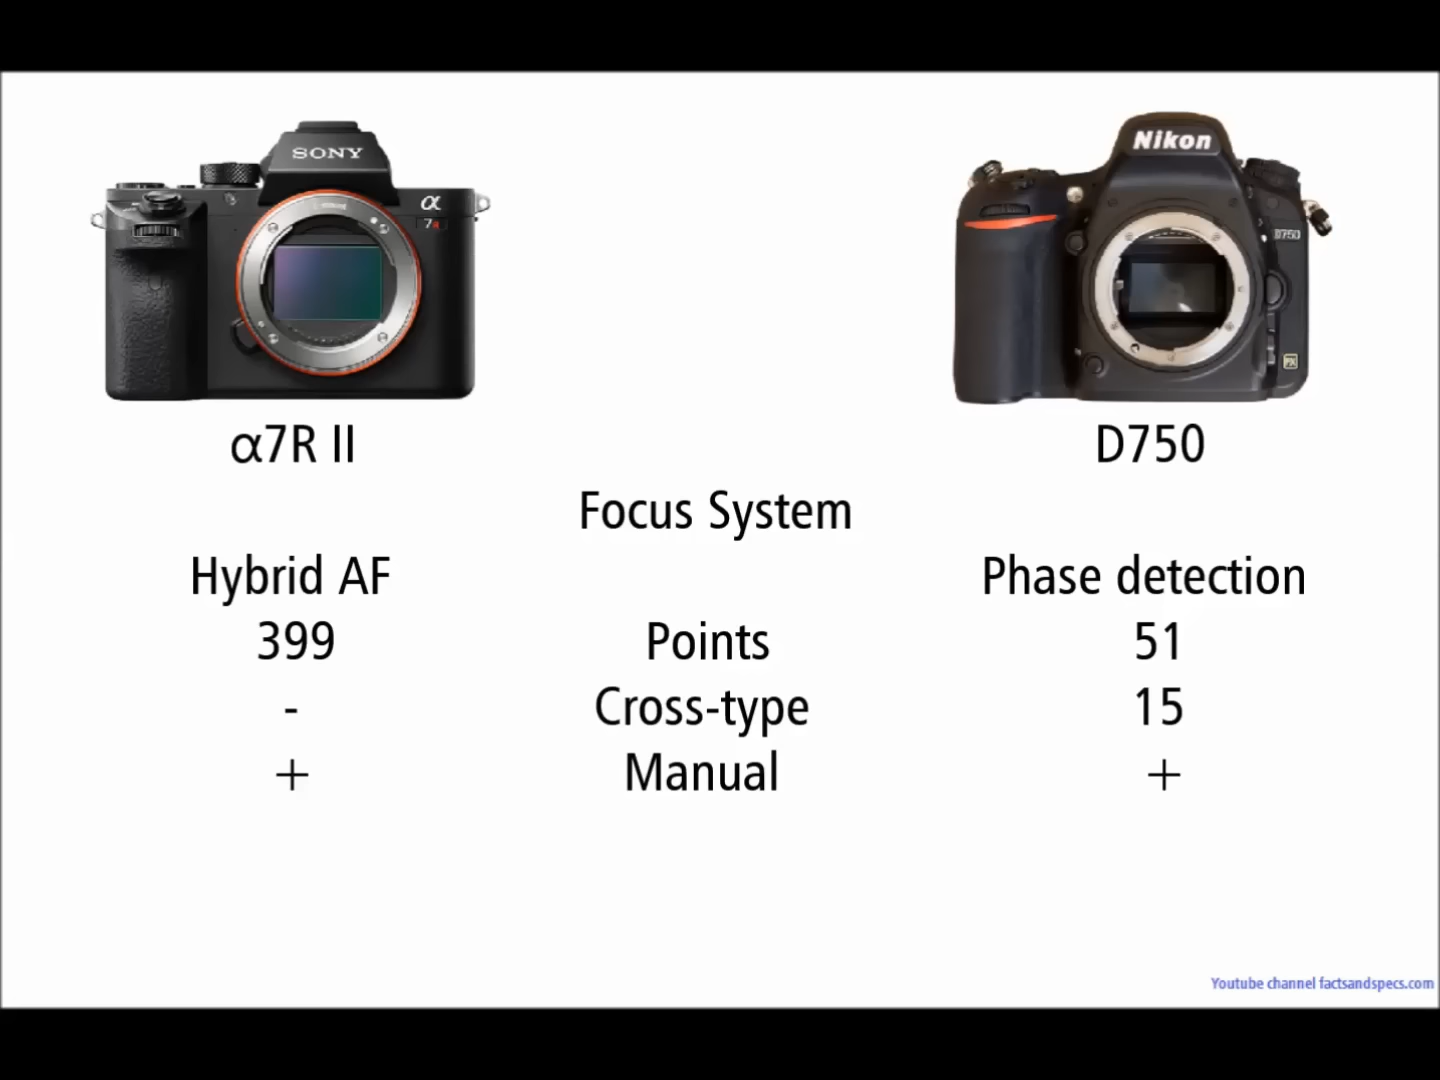 SONY
α
7R
Nikon
D750
FX
α7R II
D750
Focus System
Hybrid AF
Phase detection
399
Points
51
-
Cross-type
15
+
Manual
+
Youtube channel factsandspecs.com